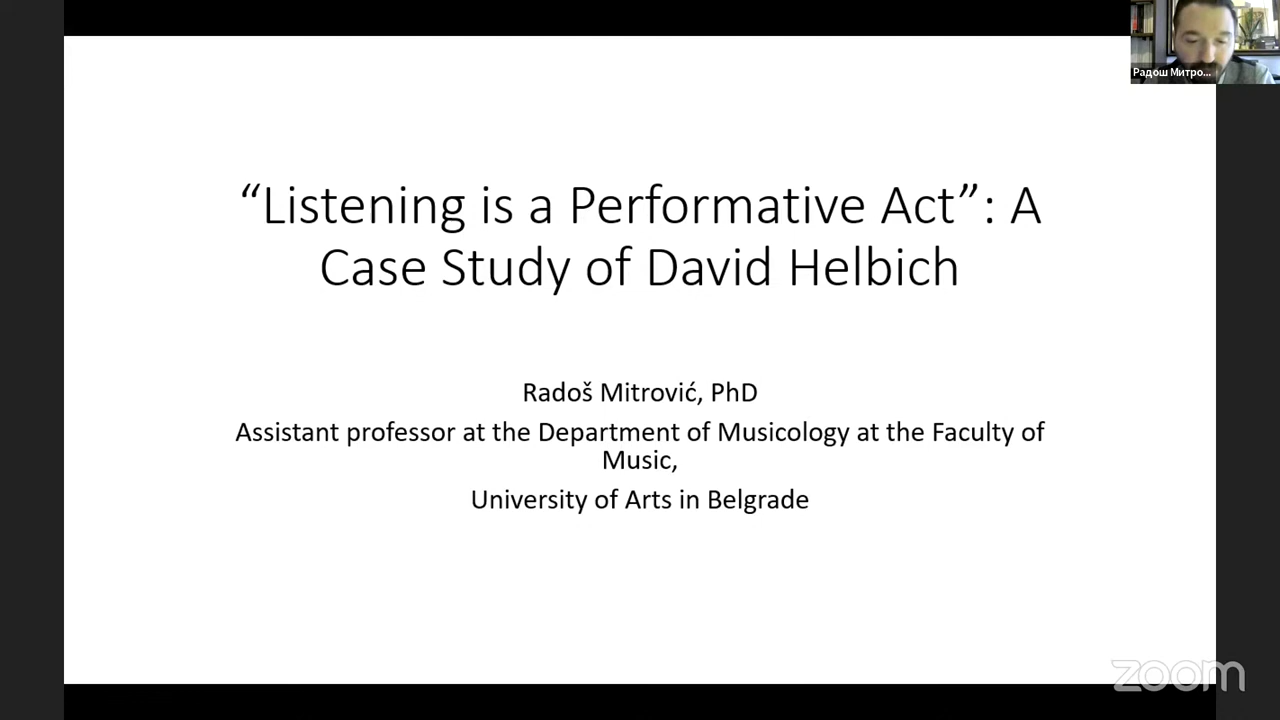 Радош Митро...
“Listening is a Performative Act”: A
Case Study of David Helbich
Radoš Mitrović, PhD
Assistant professor at the Department of Musicology at the Faculty of
Music,
University of Arts in Belgrade
zoom